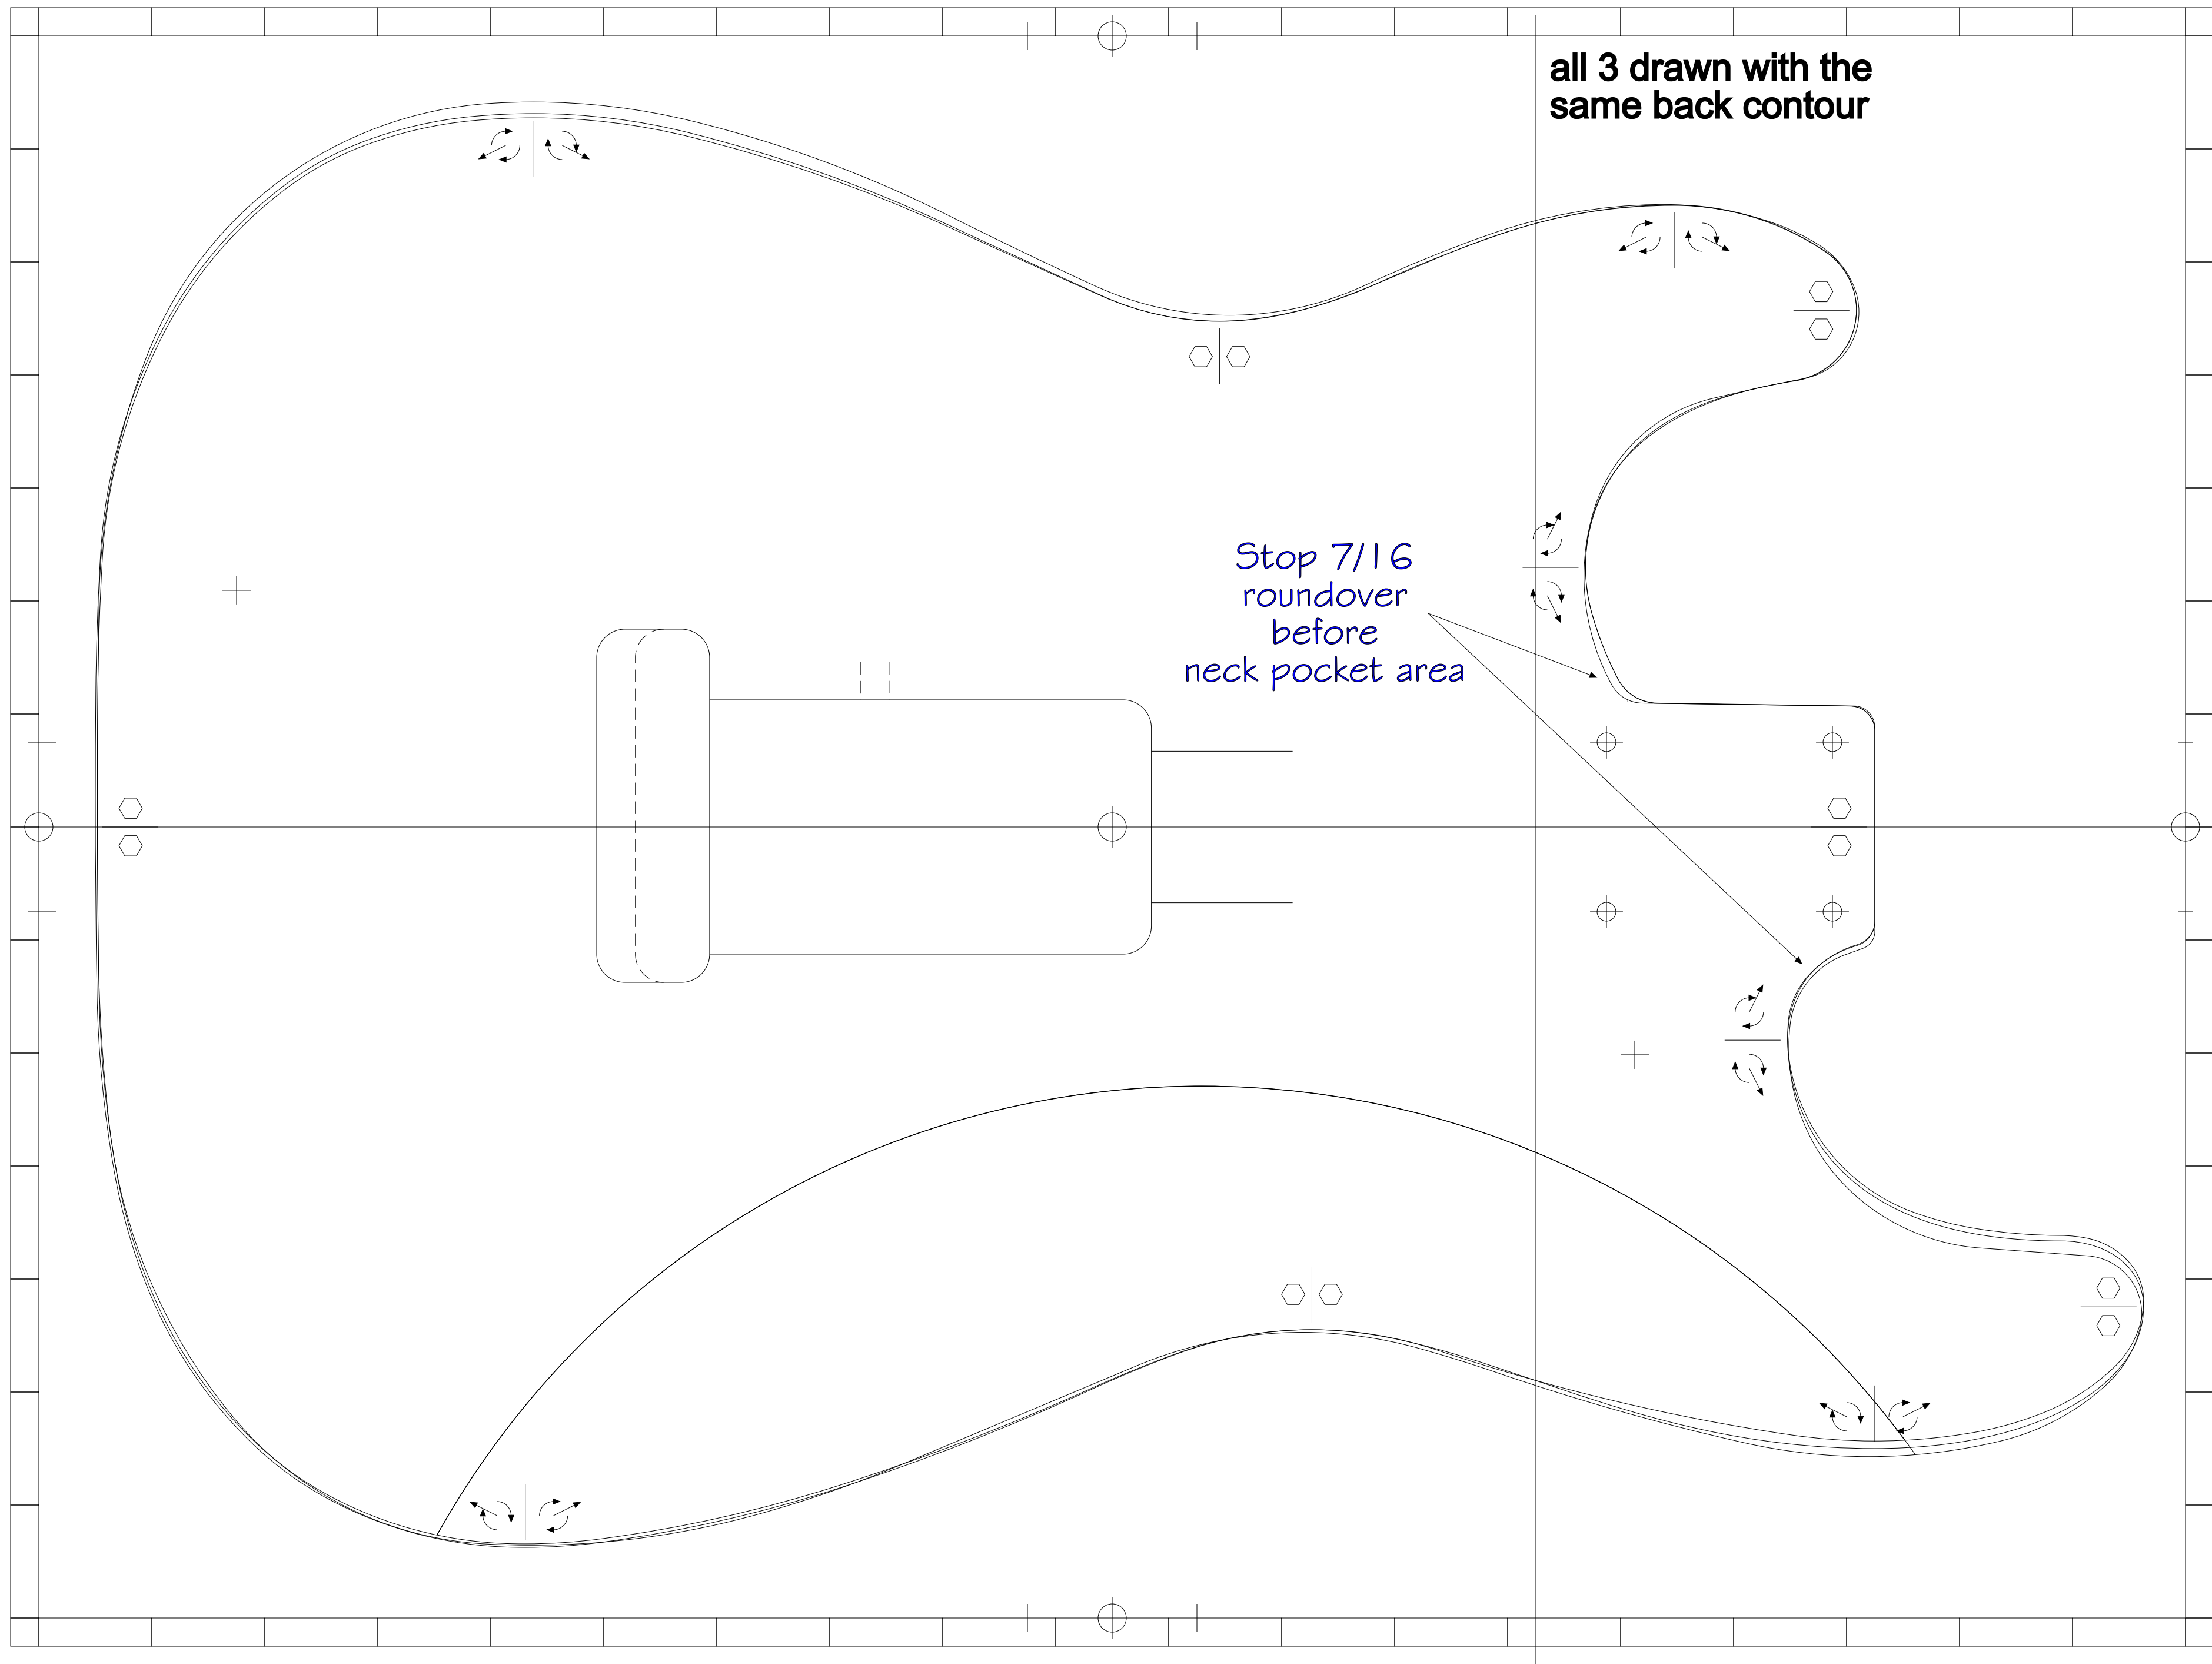 all 3 drawn with the
same back contour
Stop 7/16
roundover
before
neck pocket area